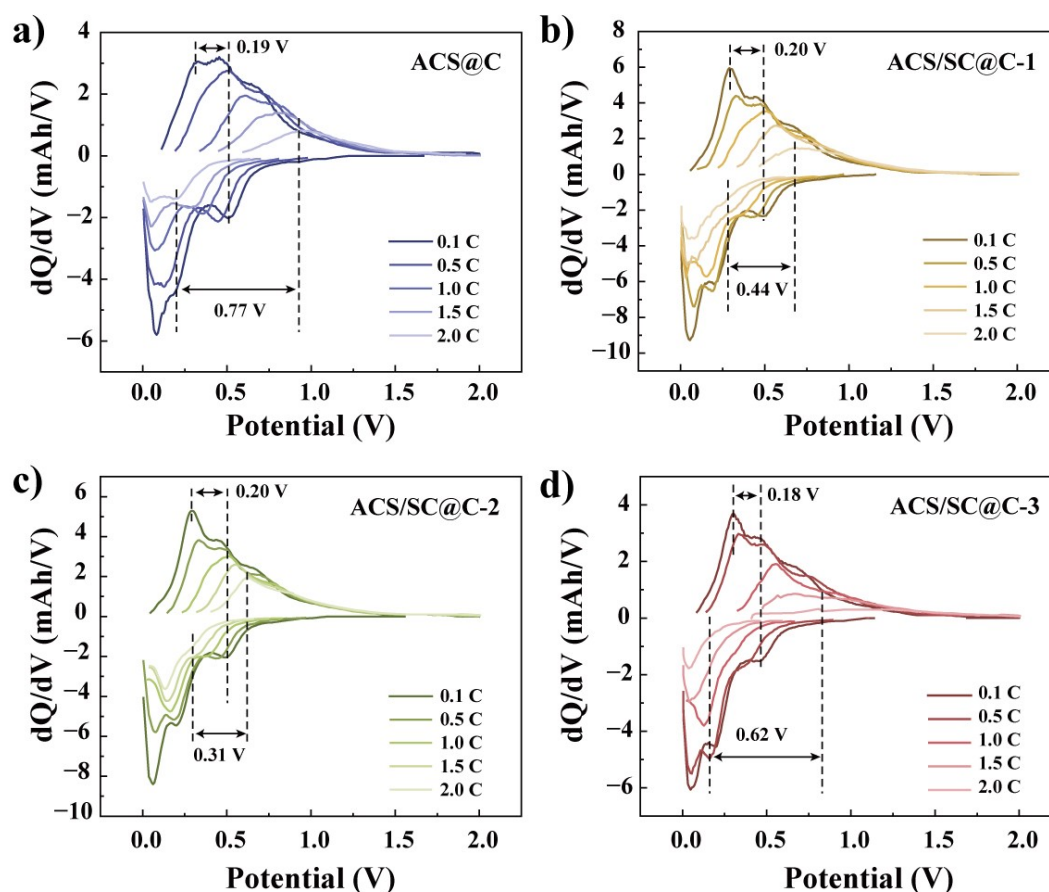 a)
ACS@C
0.19 V
0.77 V
4
2
0
−2
−4
−6
dQ/dV (mAh/V)
0.1 C
0.5 C
1.0 C
1.5 C
2.0 C
0.0 0.5 1.0 1.5 2.0
Potential (V)
b)
ACS/SC@C-1
0.20 V
0.44 V
8
6
4
2
0
−2
−4
−6
−8
−10
dQ/dV (mAh/V)
0.1 C
0.5 C
1.0 C
1.5 C
2.0 C
0.0 0.5 1.0 1.5 2.0
Potential (V)
c)
ACS/SC@C-2
0.20 V
0.31 V
6
4
2
0
−2
−4
−6
−8
−10
dQ/dV (mAh/V)
0.1 C
0.5 C
1.0 C
1.5 C
2.0 C
0.0 0.5 1.0 1.5 2.0
Potential (V)
d)
ACS/SC@C-3
0.18 V
0.62 V
4
2
0
−2
−4
−6
dQ/dV (mAh/V)
0.1 C
0.5 C
1.0 C
1.5 C
2.0 C
0.0 0.5 1.0 1.5 2.0
Potential (V)